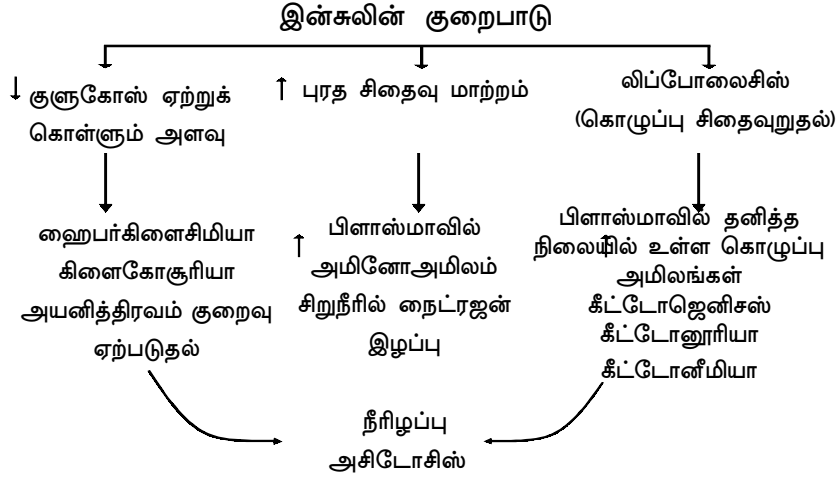 இன்சுலின் குறைபாடு
↓ குளுகோஸ் ஏற்றுக்
கொள்ளும் அளவு
↑ புரத சிதைவு மாற்றம்
லிப்போலைசிஸ்
(கொழுப்பு சிதைவுறுதல்)
ஹைபர்கிளைசிமியா
கிளைகோசூரியா
அயனித்திரவம் குறைவு
ஏற்படுதல்
↑ பிளாஸ்மாவில்
அமினோஅமிலம்
சிறுநீரில் நைட்ரஜன்
இழப்பு
பிளாஸ்மாவில் தனித்த
நிலையில் உள்ள கொழுப்பு
அமிலங்கள்
கீட்டோஜெனிசஸ்
கீட்டோனூரியா
கீட்டோனீமியா
நீரிழப்பு
அசிடோசிஸ்